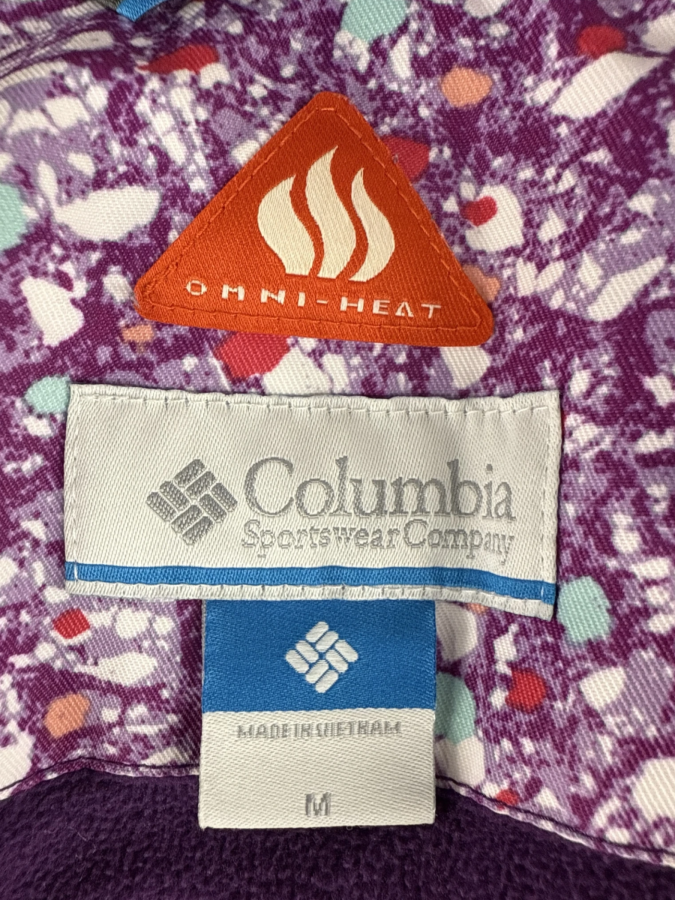 OMNI-HEAT
Columbia
Sportswear Company
MADE IN VIETNAM
M